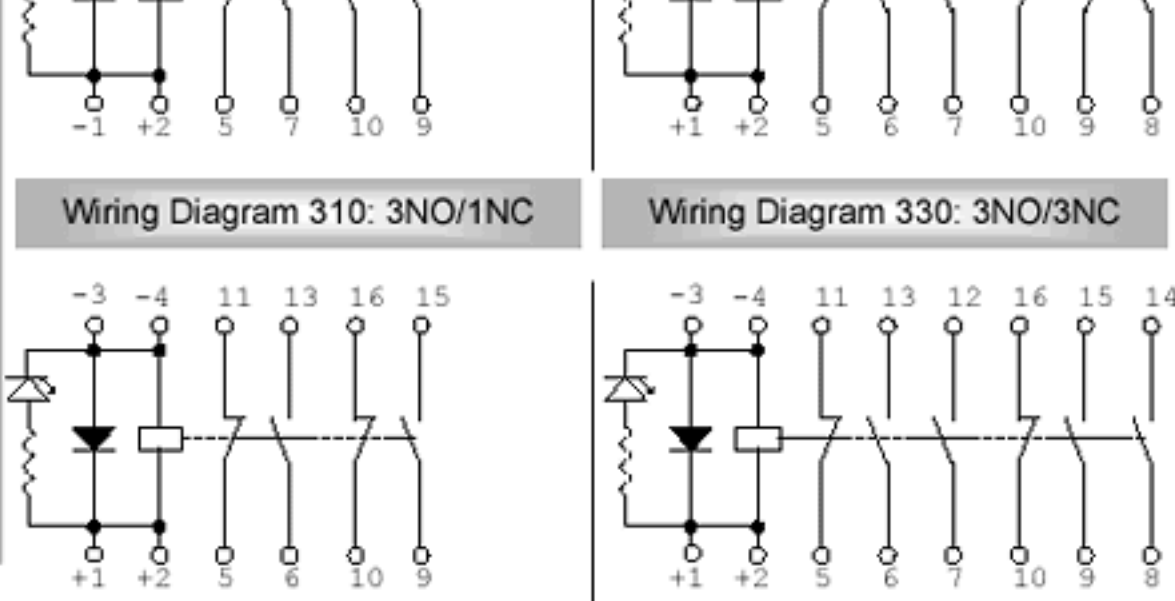 -1 +2 5 7 10 9
+1 +2 5 6 7 10 9 8
Wiring Diagram 310: 3NO/1NC
Wiring Diagram 330: 3NO/3NC
-3 -4 11 13 16 15
+1 +2 5 6 10 9
-3 -4 11 13 12 16 15 14
+1 +2 5 6 7 10 9 8